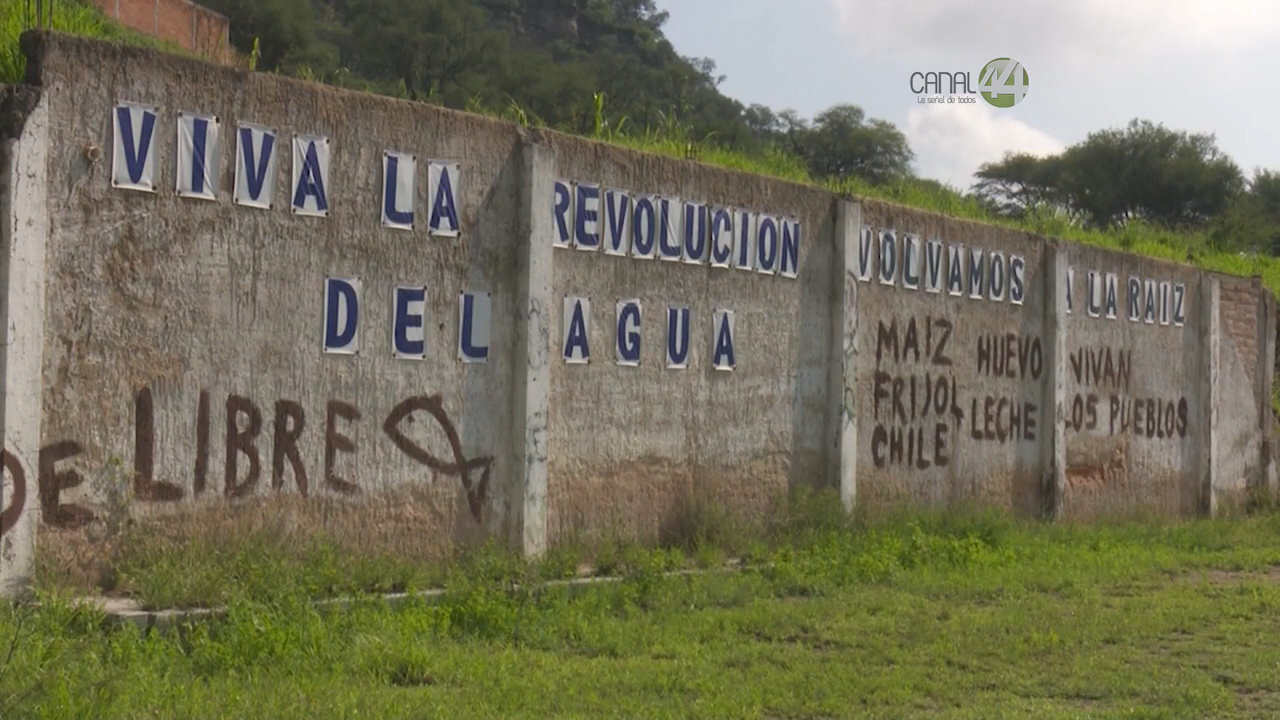 CANAL 44
La señal de todos
VIVA LA REVOLUCION
DEL AGUA
VOLVAMOS A LA RAIZ
DE LIBRE
MAIZ
FRIJOL
CHILE
HUEVO
LECHE
VIVAN
LOS PUEBLOS